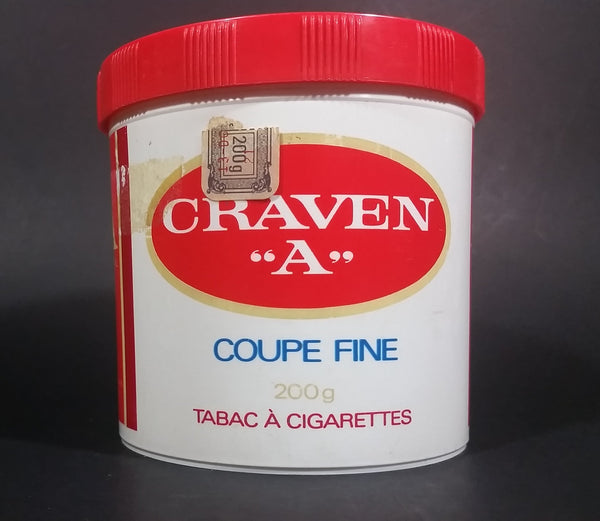 200g
CRAVEN
“A”
COUPE FINE
200g
TABAC À CIGARETTES